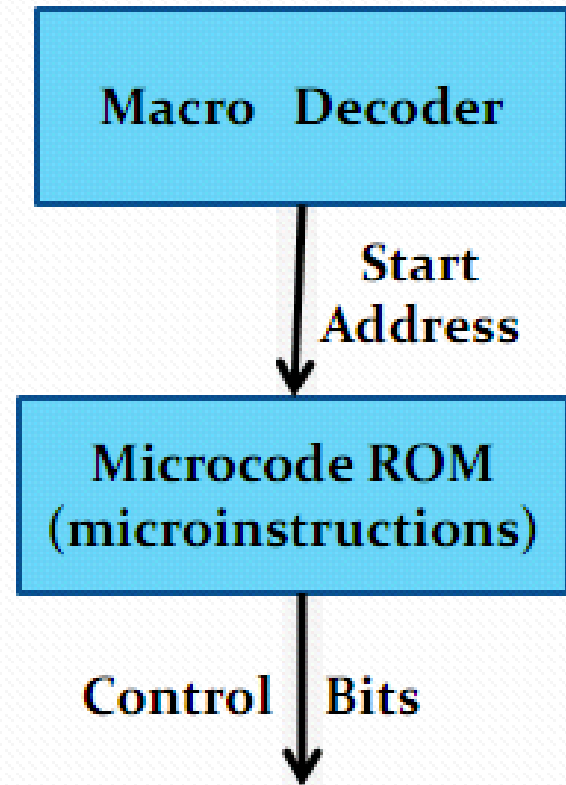 Macro Decoder
Start
Address
Microcode ROM
(microinstructions)
Control Bits